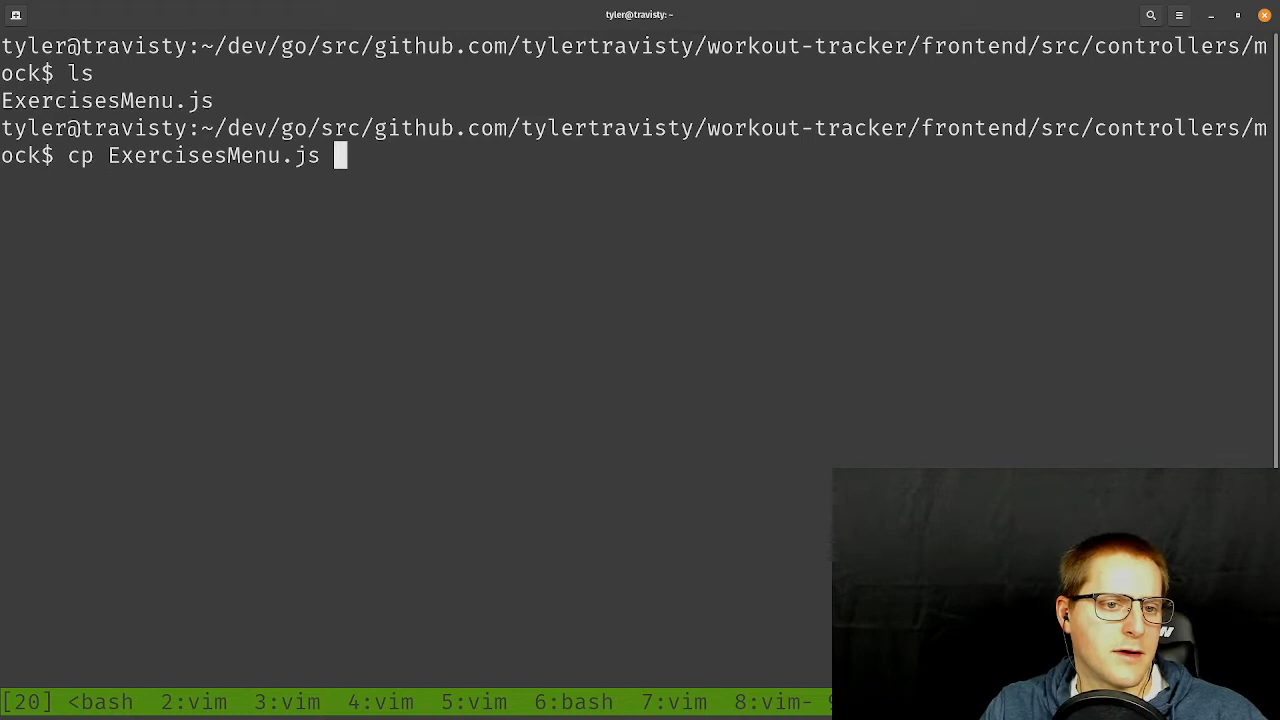 tyler@travisty: ~
tyler@travisty:~/dev/go/src/github.com/tylertravisty/workout-tracker/frontend/src/controllers/m
ock$ ls
ExercisesMenu.js
tyler@travisty:~/dev/go/src/github.com/tylertravisty/workout-tracker/frontend/src/controllers/m
ock$ cp ExercisesMenu.js
[20] <bash 2:vim 3:vim 4:vim 5:vim 6:bash 7:vim 8:vim-